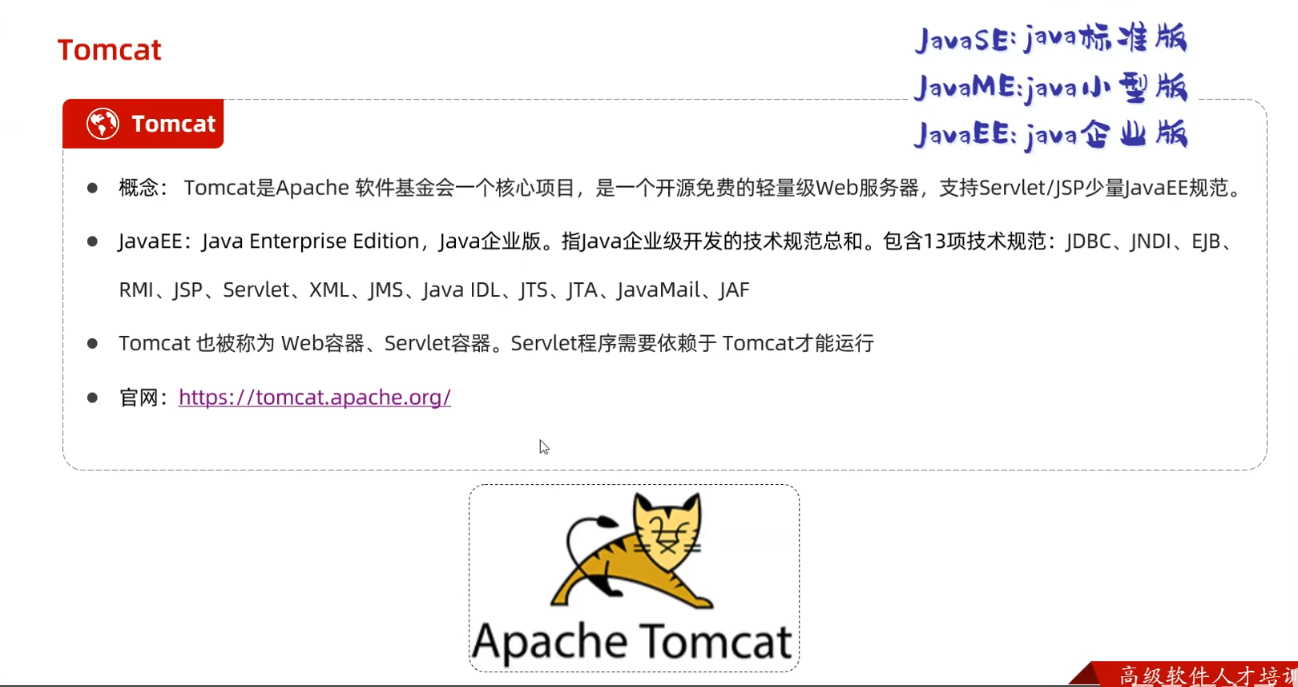 Tomcat
JavaSE: java标准版
JavaME:java小型版
JavaEE: java企业版
Tomcat
● 概念： Tomcat是Apache 软件基金会一个核心项目，是一个开源免费的轻量级Web服务器，支持Servlet/JSP少量JavaEE规范。
● JavaEE：Java Enterprise Edition，Java企业版。指Java企业级开发的技术规范总和。包含13项技术规范：JDBC、JNDI、EJB、
RMI、JSP、Servlet、XML、JMS、Java IDL、JTS、JTA、JavaMail、JAF
● Tomcat 也被称为 Web容器、Servlet容器。Servlet程序需要依赖于 Tomcat才能运行
● 官网：https://tomcat.apache.org/
Apache Tomcat
高级软件人才培训